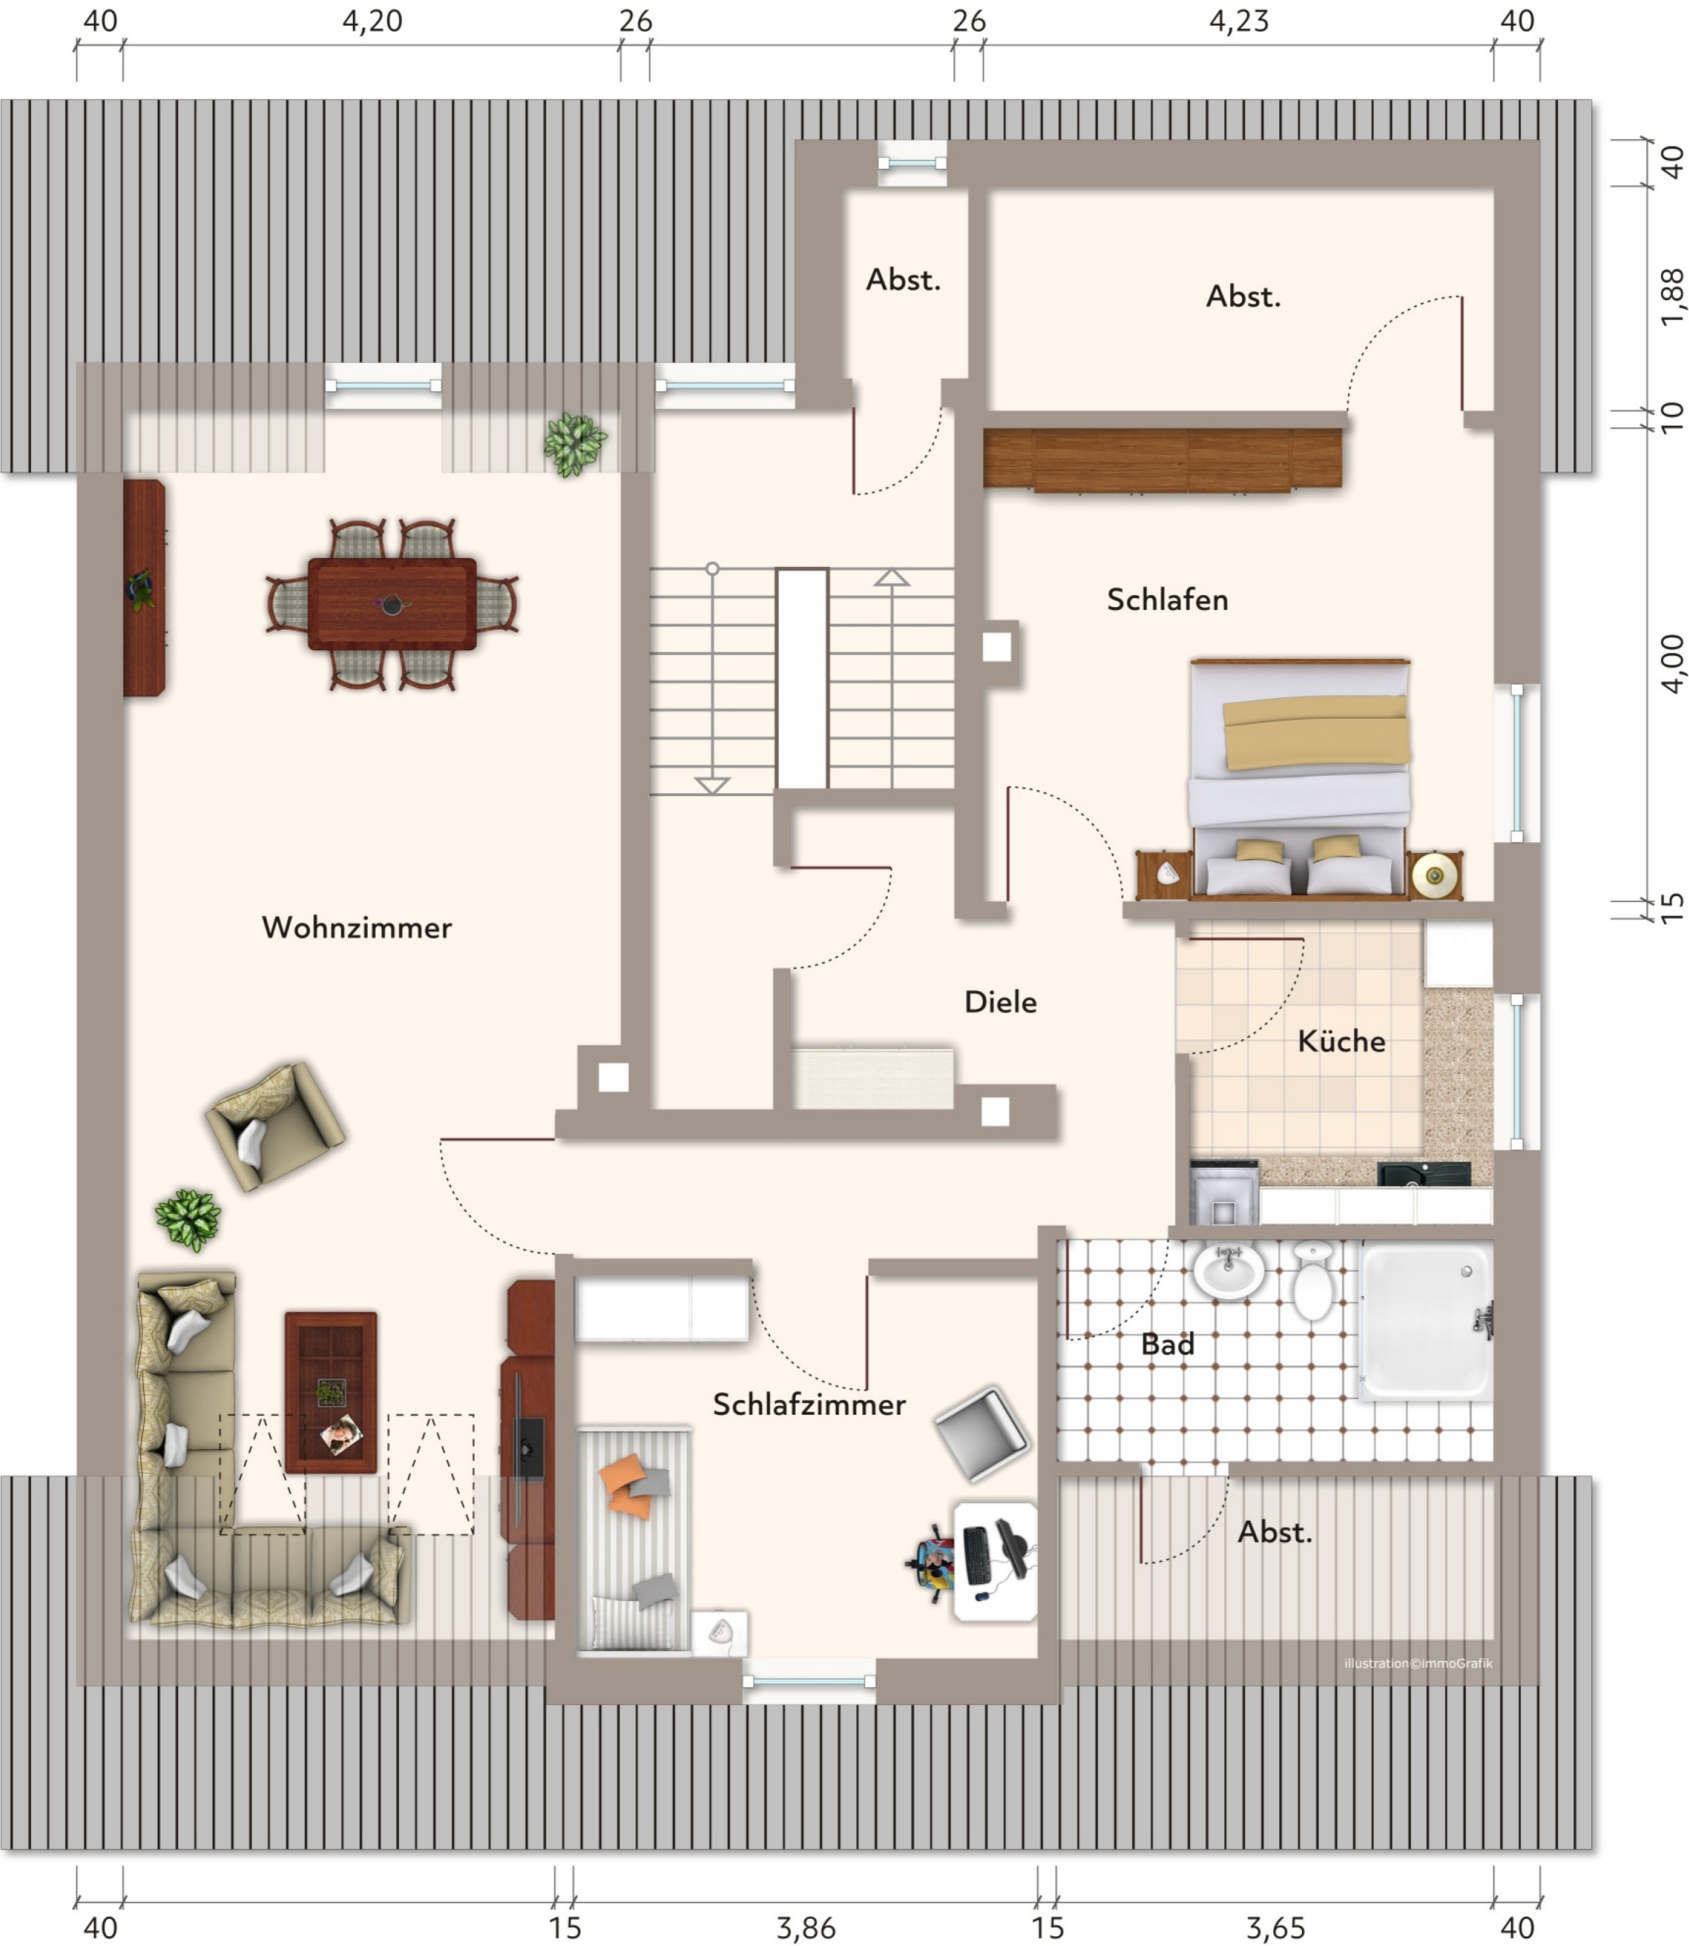 40 4,20 26 26 4,23 40
40
Abst.
Abst.
1,88
10
Schlafen
4,00
15
Wohnzimmer
Diele
Küche
Bad
Schlafzimmer
Abst.
illustration©immoGrafik
40 15 3,86 15 3,65 40